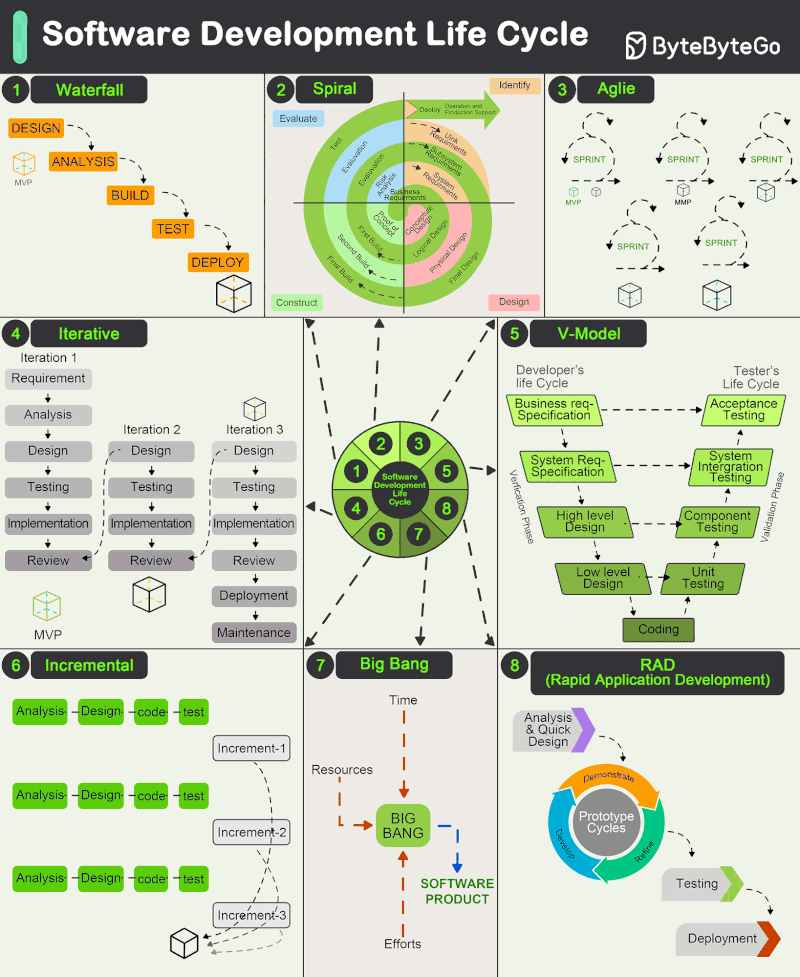 Software Development Life Cycle
ByteByteGo
1 Waterfall
DESIGN
ANALYSIS
MVP
BUILD
TEST
DEPLOY
2 Spiral
Identify
Evaluate
Deploy
Operation and
Production Support
Test
Evaluvation
Evaluvation
Risk
Analysis
Business
Requirments
Uink
Requirments
Subsystem
Requirments
System
Requirments
Proof of
Concept
First Build
Second Build
Final Build
Conceptual
Design
Logical Design
Physical Design
Final Design
Construct
Design
3 Aglie
SPRINT
SPRINT
SPRINT
MVP
MMP
SPRINT
SPRINT
4 Iterative
Iteration 1
Requirement
Analysis
Design
Testing
Implementation
Review
MVP
Iteration 2
Design
Testing
Implementation
Review
Iteration 3
Design
Testing
Implementation
Review
Deployment
Maintenance
1
2
3
4
5
6
7
8
Software
Development
Life
Cycle
5 V-Model
Developer's
life Cycle
Tester's
Life Cycle
Business req-
Specification
Acceptance
Testing
System Req-
Specification
System
Intergration
Testing
Verfication Phase
Validation Phase
High level
Design
Component
Testing
Low level
Design
Unit
Testing
Coding
6 Incremental
Analysis Design code test
Increment-1
Analysis Design code test
Increment-2
Analysis Design code test
Increment-3
7 Big Bang
Time
Resources
BIG
BANG
SOFTWARE
PRODUCT
Efforts
8 RAD
(Rapid Application Development)
Analysis
& Quick
Design
Demonstrate
Prototype
Cycles
Develop
Refine
Testing
Deployment